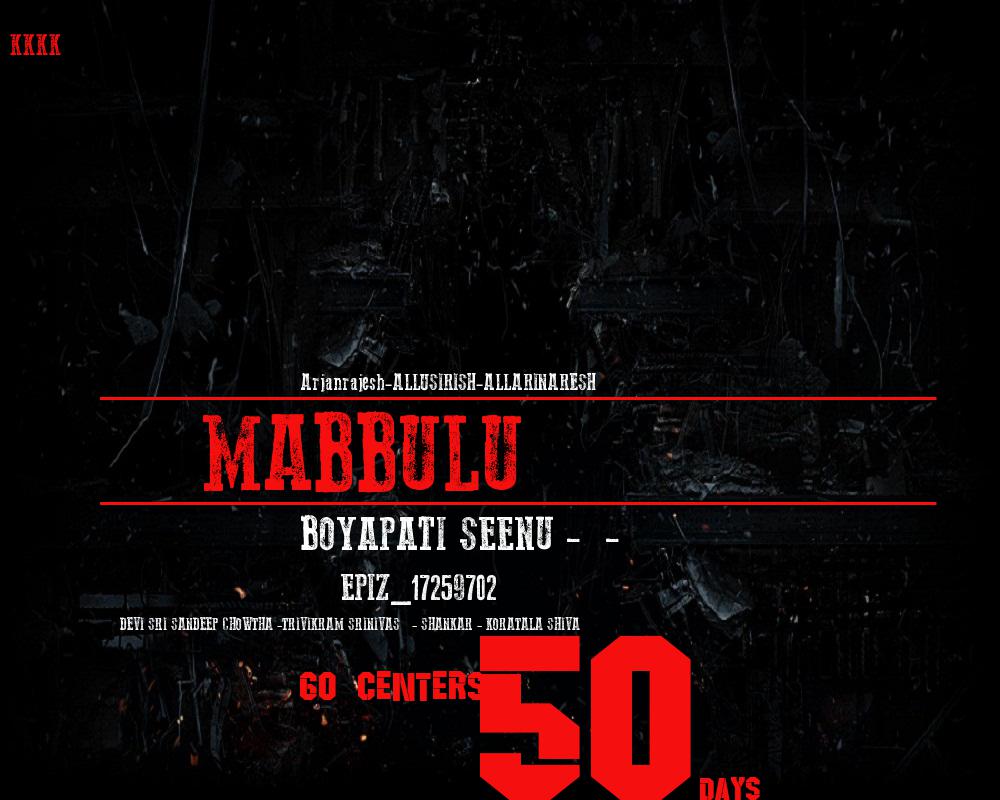 KKKK
Arjanrajesh-ALLUSIRISH-ALLARINARESH
MABBULU
BOYAPATI SEENU - -
EPIZ_17259702
DEVI SRI SANDEEP CHOWTHA -TRIVIKRAM SRINIVAS - SHANKAR - KORATALA SHIVA
60 CENTERS 50 DAYS